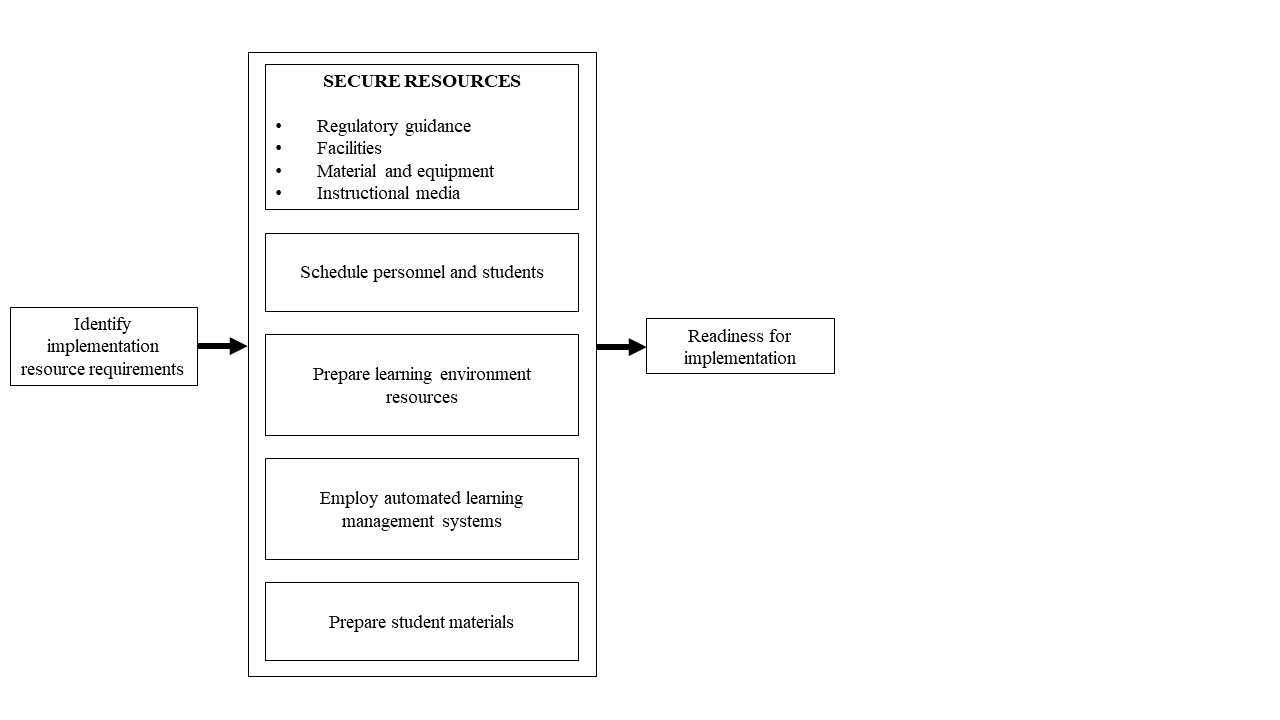 SECURE RESOURCES
• Regulatory guidance
• Facilities
• Material and equipment
• Instructional media
Schedule personnel and students
Identify
implementation
resource requirements
Prepare learning environment
resources
Readiness for
implementation
Employ automated learning
management systems
Prepare student materials